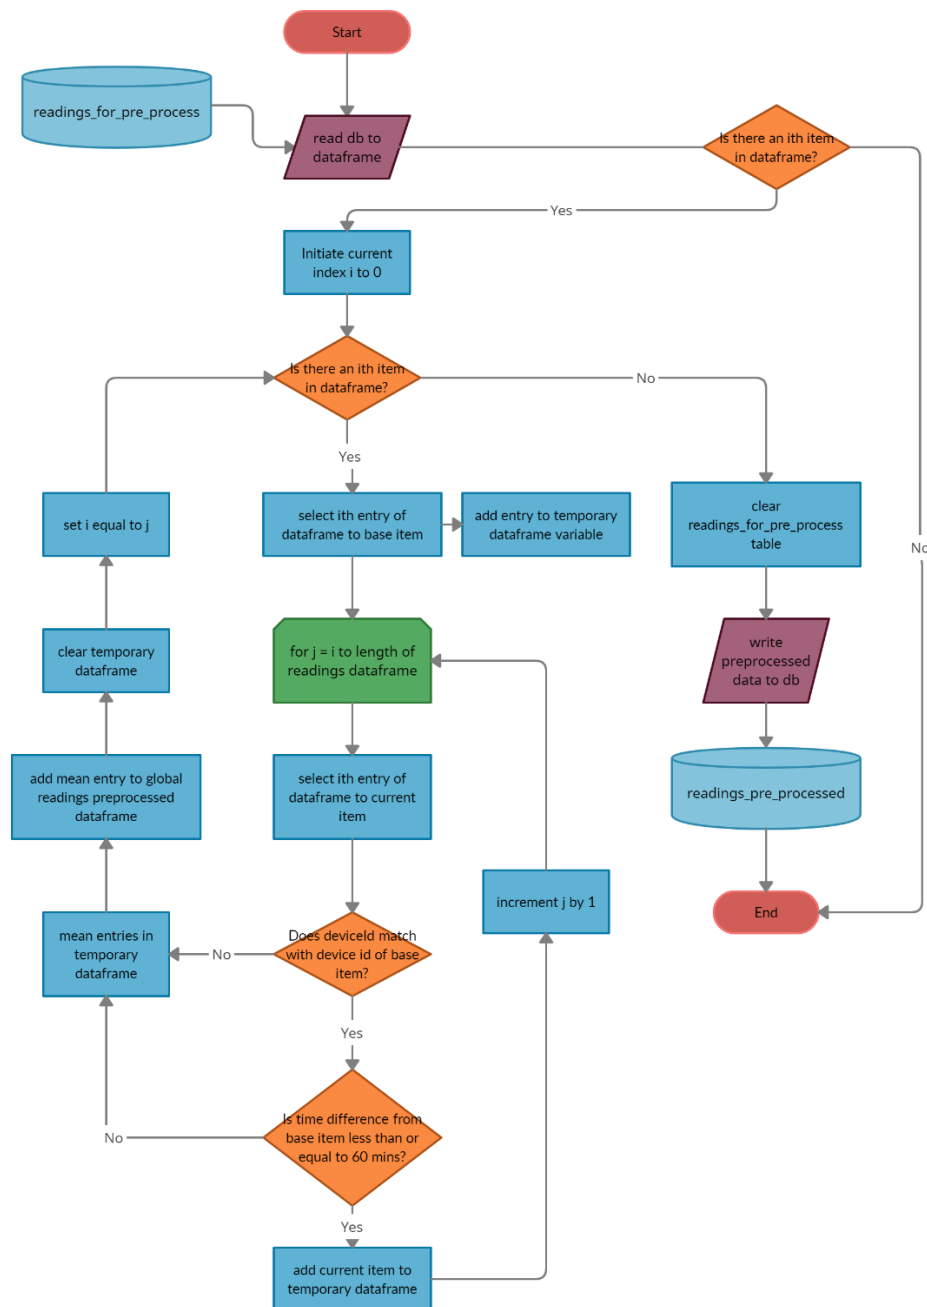 Start
readings_for_pre_process
read db to
dataframe
Is there an ith item
in dataframe?
Yes
Initiate current
index i to 0
Is there an ith item
in dataframe?
No
Yes
set i equal to j
select ith entry of
dataframe to base item
add entry to temporary
dataframe variable
clear
readings_for_pre_process
table
No
clear temporary
dataframe
for j = i to length of
readings dataframe
write
preprocessed
data to db
add mean entry to global
readings preprocessed
dataframe
select ith entry of
dataframe to current
item
readings_pre_processed
increment j by 1
End
mean entries in
temporary
dataframe
No
Does deviceId match
with device id of base
item?
Yes
Is time difference from
base item less than or
equal to 60 mins?
No
Yes
add current item to
temporary dataframe